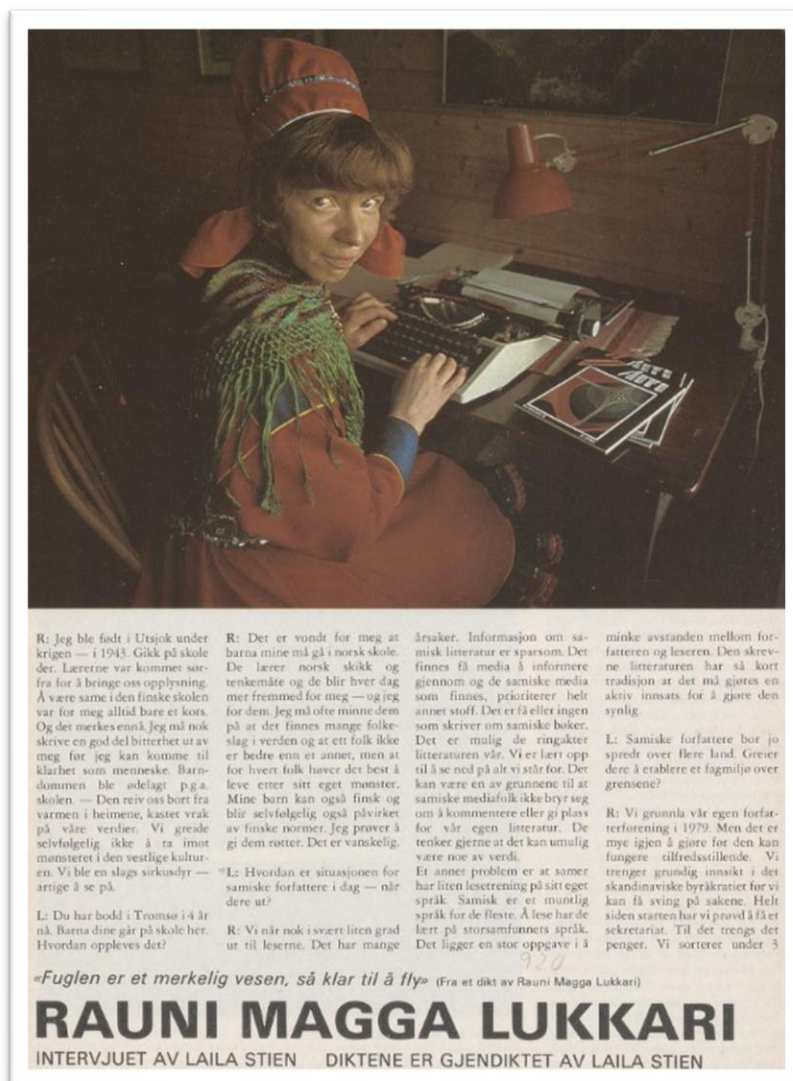 R: Jeg ble født i Utsjok under
krigen — i 1943. Gikk på skole
der. Lærerne var kommet sør-
fra for å bringe oss opplysning.
Å være same i den finske skolen
var for meg alltid bare et kors.
Og det merkes ennå. Jeg må nok
skrive en god del bitterhet ut av
meg før jeg kan komme til
klarhet som menneske. Barn-
dommen ble ødelagt p.g.a.
skolen. — Den reiv oss bort fra
varmen i heimene, kastet vrak
på våre verdier. Vi greide
selvfølgelig ikke å ta imot
mønsteret i den vestlige kultur-
en. Vi ble en slags sirkusdyr —
artige å se på.
L: Du har bodd i Tromsø i 4 år
nå. Barna dine går på skole her.
Hvordan oppleves det?
R: Det er vondt for meg at
barna mine må gå i norsk skole.
De lærer norsk skikk og
tenkemåte og de blir hver dag
mer fremmed for meg — og jeg
for dem. Jeg må ofte minne dem
på at det finnes mange folke-
slag i verden og at ett folk ikke
er bedre enn et annet, men at
for hvert folk høver det best å
leve etter sitt eget mønster.
Mine barn kan også finsk og
blir selvfølgelig også påvirket
av finske normer. Jeg prøver å
gi dem røtter. Det er vanskelig.
L: Hvordan er situasjonen for
samiske forfattere i dag — når
dere ut?
R: Vi når nok i svært liten grad
ut til leserne. Det har mange
årsaker. Informasjon om sa-
misk litteratur er sparsom. Det
finnes få media å informere
gjennom og de samiske media
som finnes, prioriterer helt
annet stoff. Det er få eller ingen
som skriver om samiske bøker.
Det er mulig de ringakter
litteraturen vår. Vi er lært opp
til å se ned på alt vi står for. Det
kan være en av grunnene til at
samiske mediafolk ikke bryr seg
om å kommentere eller gi plass
for vår egen litteratur. De
tenker gjerne at det kan umulig
være noe av verdi.
Et annet problem er at samer
har liten lesetrening på sitt eget
språk. Samisk er et muntlig
språk for de fleste. Å lese har de
lært på storsamfunnets språk.
Det ligger en stor oppgave i å
minke avstanden mellom for-
fatteren og leseren. Den skrev-
ne litteraturen har så kort
tradisjon at det må gjøres en
aktiv innsats for å gjøre den
synlig.
L: Samiske forfattere bor jo
spredt over flere land. Greier
dere å etablere et fagmiljø over
grensene?
R: Vi grunnla vår egen forfat-
terforening i 1979. Men det er
mye igjen å gjøre før den kan
fungere tilfredsstillende. Vi
trenger grundig innsikt i det
skandinaviske byråkratiet før vi
kan få sving på sakene. Helt
siden starten har vi prøvd å få et
sekretariat. Til det trengs det
penger. Vi sorterer under 3
920
«Fuglen er et merkelig vesen, så klar til å fly» (Fra et dikt av Rauni Magga Lukkari)
RAUNI MAGGA LUKKARI
INTERVJUET AV LAILA STIEN DIKTENE ER GJENDIKTET AV LAILA STIEN